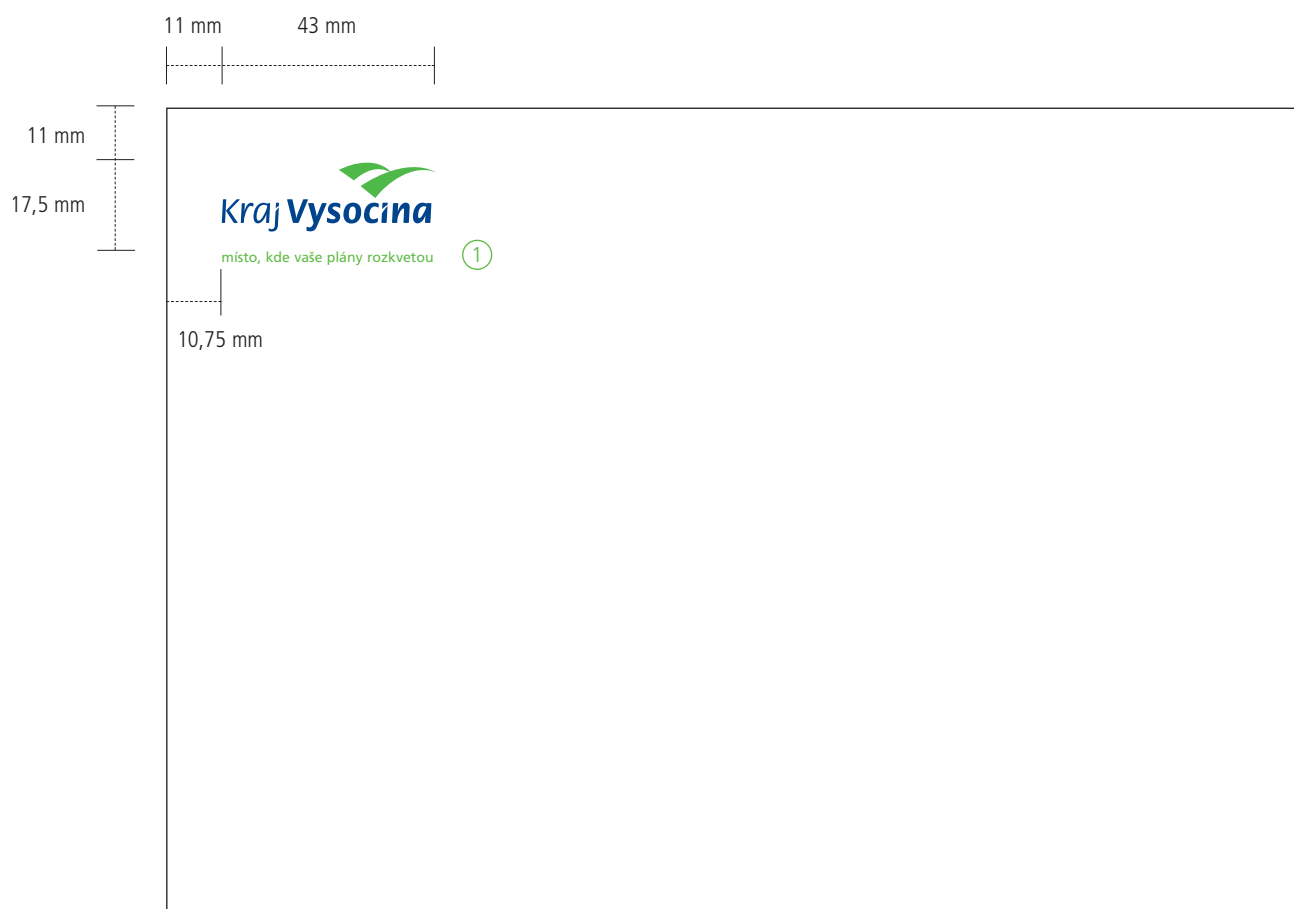 11 mm 43 mm
11 mm
17,5 mm
Kraj Vysočina
místo, kde vaše plány rozkvetou 1
10,75 mm